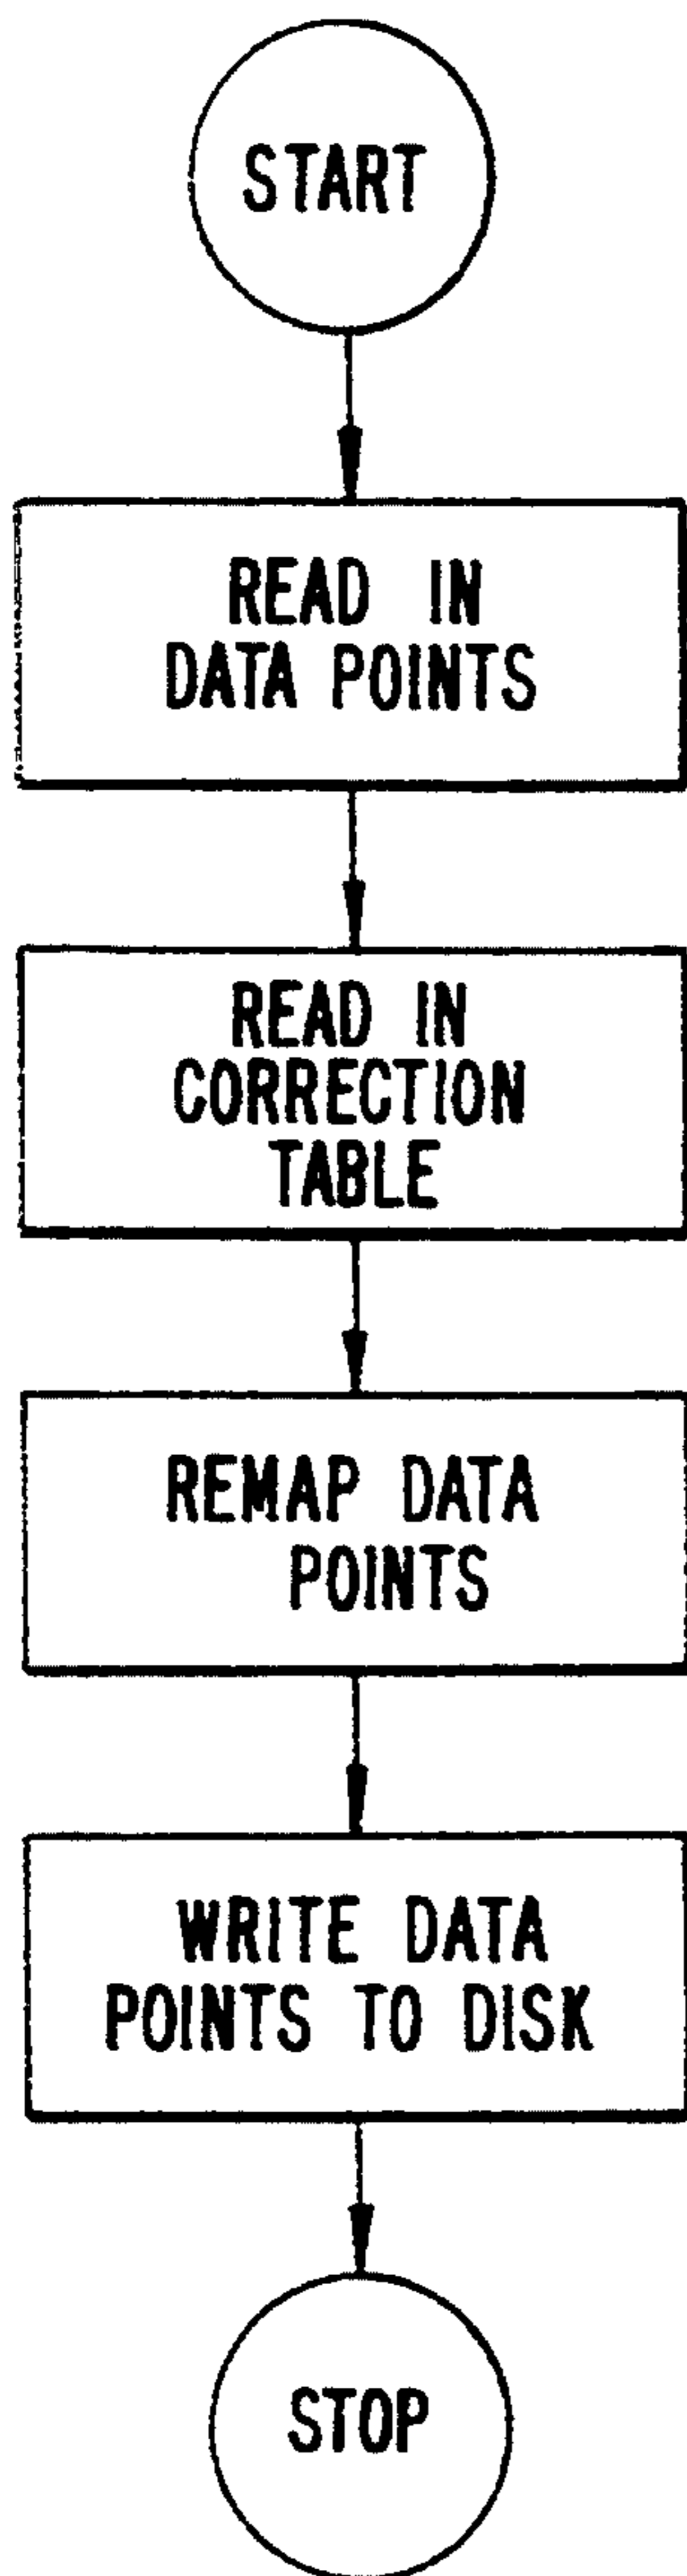 START
READ IN
DATA POINTS
READ IN
CORRECTION
TABLE
REMAP DATA
POINTS
WRITE DATA
POINTS TO DISK
STOP